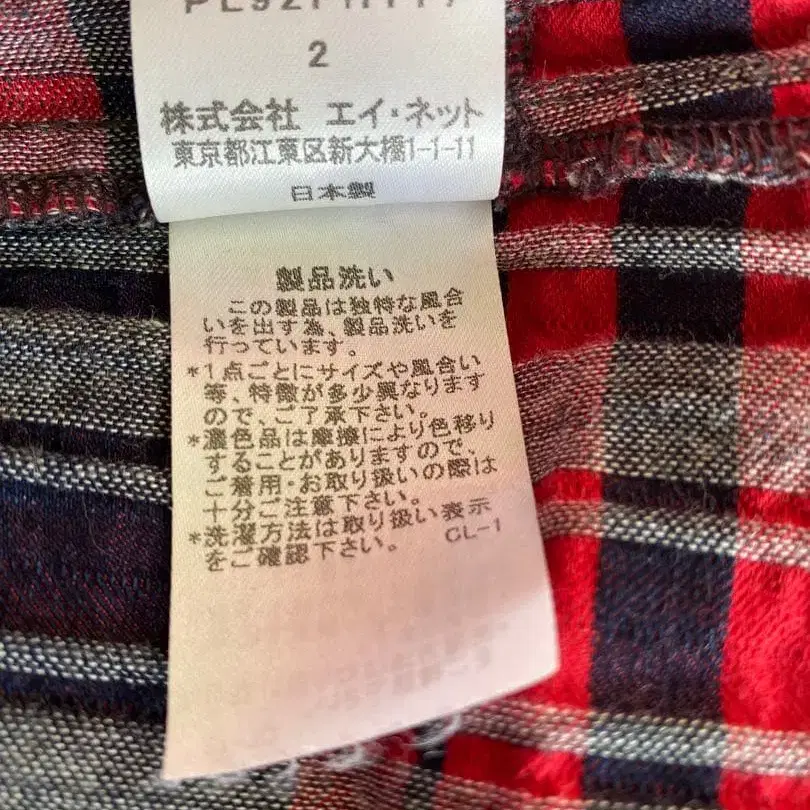 2
株式会社 エイ・ネット
東京都江東区新大橋1-1-11
日本製
製品洗い
この製品は独特な風合
いを出す為、製品洗いを
行っています。
*1点ごとにサイズや風合い
等、特徴が多少異なります
ので、ご了承下さい。
*濃色品は摩擦により色移り
することがありますので、
ご着用・お取り扱いの際は
十分ご注意下さい。
*洗濯方法は取り扱い表示
をご確認下さい。 CL-1